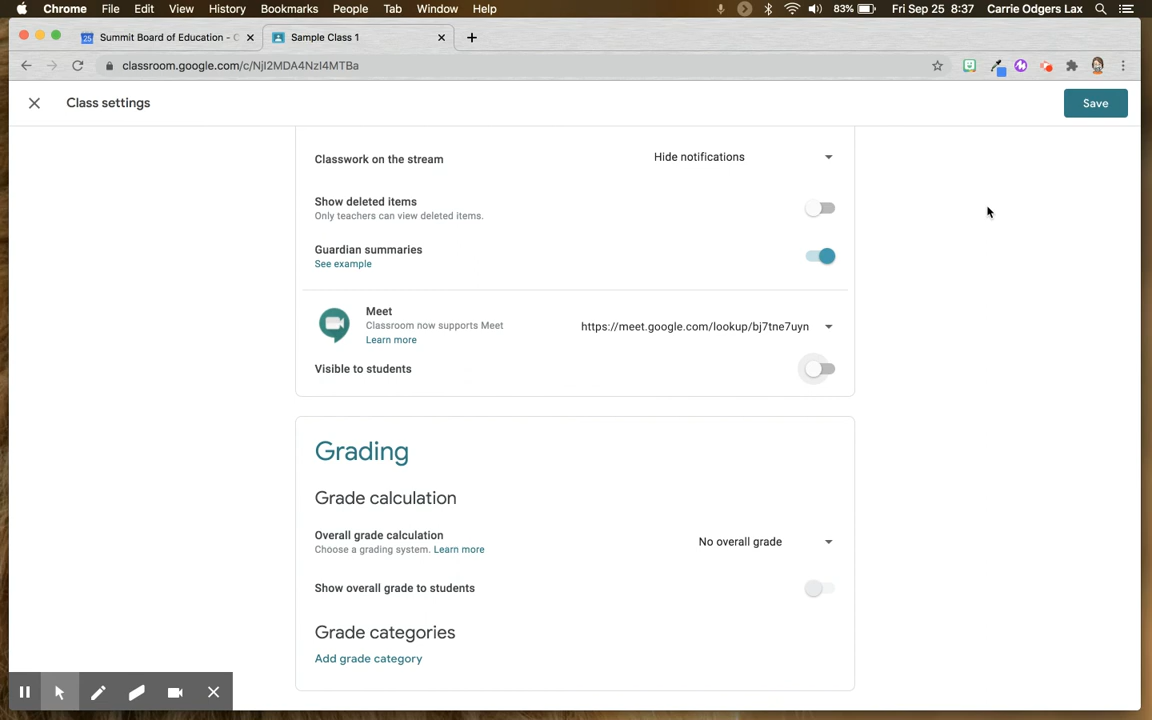 Chrome File Edit View History Bookmarks People Tab Window Help 83% Fri Sep 25 8:37 Carrie Odgers Lax
25 Summit Board of Education - C Sample Class 1
classroom.google.com/c/NjI2MDA4NzI4MTBa
Class settings Save
Classwork on the stream Hide notifications
Show deleted items
Only teachers can view deleted items.
Guardian summaries
See example
Meet
Classroom now supports Meet https://meet.google.com/lookup/bj7tne7uyn
Learn more
Visible to students
Grading
Grade calculation
Overall grade calculation No overall grade
Choose a grading system. Learn more
Show overall grade to students
Grade categories
Add grade category